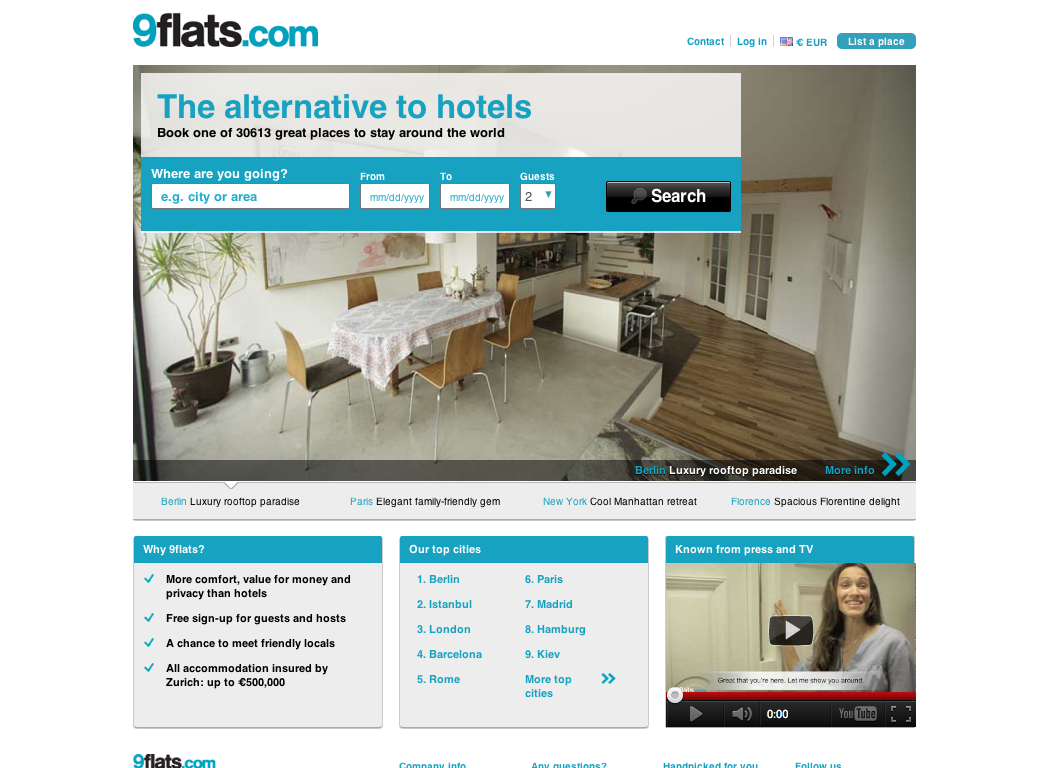 9flats.com
Contact
Log in
€ EUR
List a place
The alternative to hotels
Book one of 30613 great places to stay around the world
Where are you going?
From
To
Guests
e.g. city or area
mm/dd/yyyy
mm/dd/yyyy
2
Search
Berlin Luxury rooftop paradise
More info
Berlin Luxury rooftop paradise
Paris Elegant family-friendly gem
New York Cool Manhattan retreat
Florence Spacious Florentine delight
Why 9flats?
More comfort, value for money and
privacy than hotels
Free sign-up for guests and hosts
A chance to meet friendly locals
All accommodation insured by
Zurich: up to €500,000
Our top cities
1. Berlin
2. Istanbul
3. London
4. Barcelona
5. Rome
6. Paris
7. Madrid
8. Hamburg
9. Kiev
More top
cities
Known from press and TV
Great that you're here. Let me show you around.
0:00
YouTube
9flats.com
Company info
Any questions?
Handpicked for you
Follow us